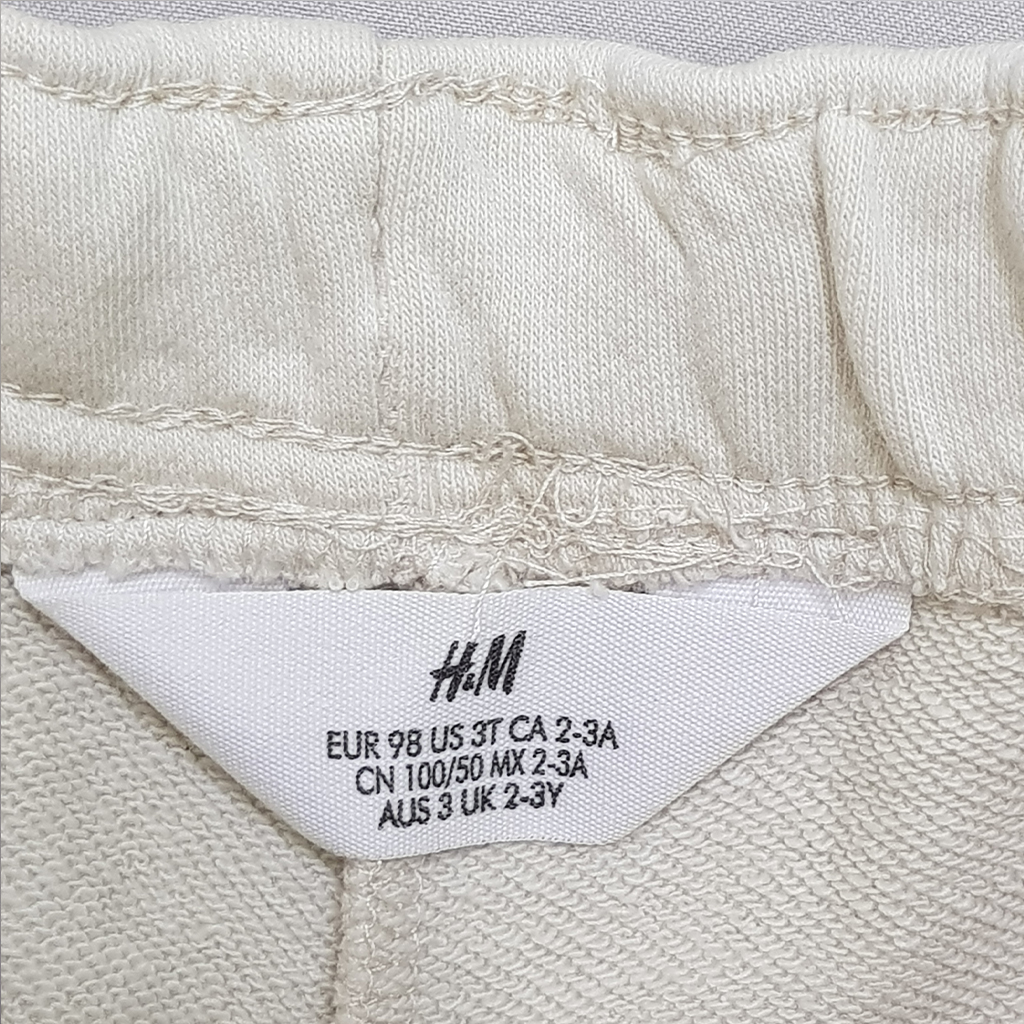 H&M
EUR 98 US 3T CA 2-3A
CN 100/50 MX 2-3A
AUS 3 UK 2-3Y